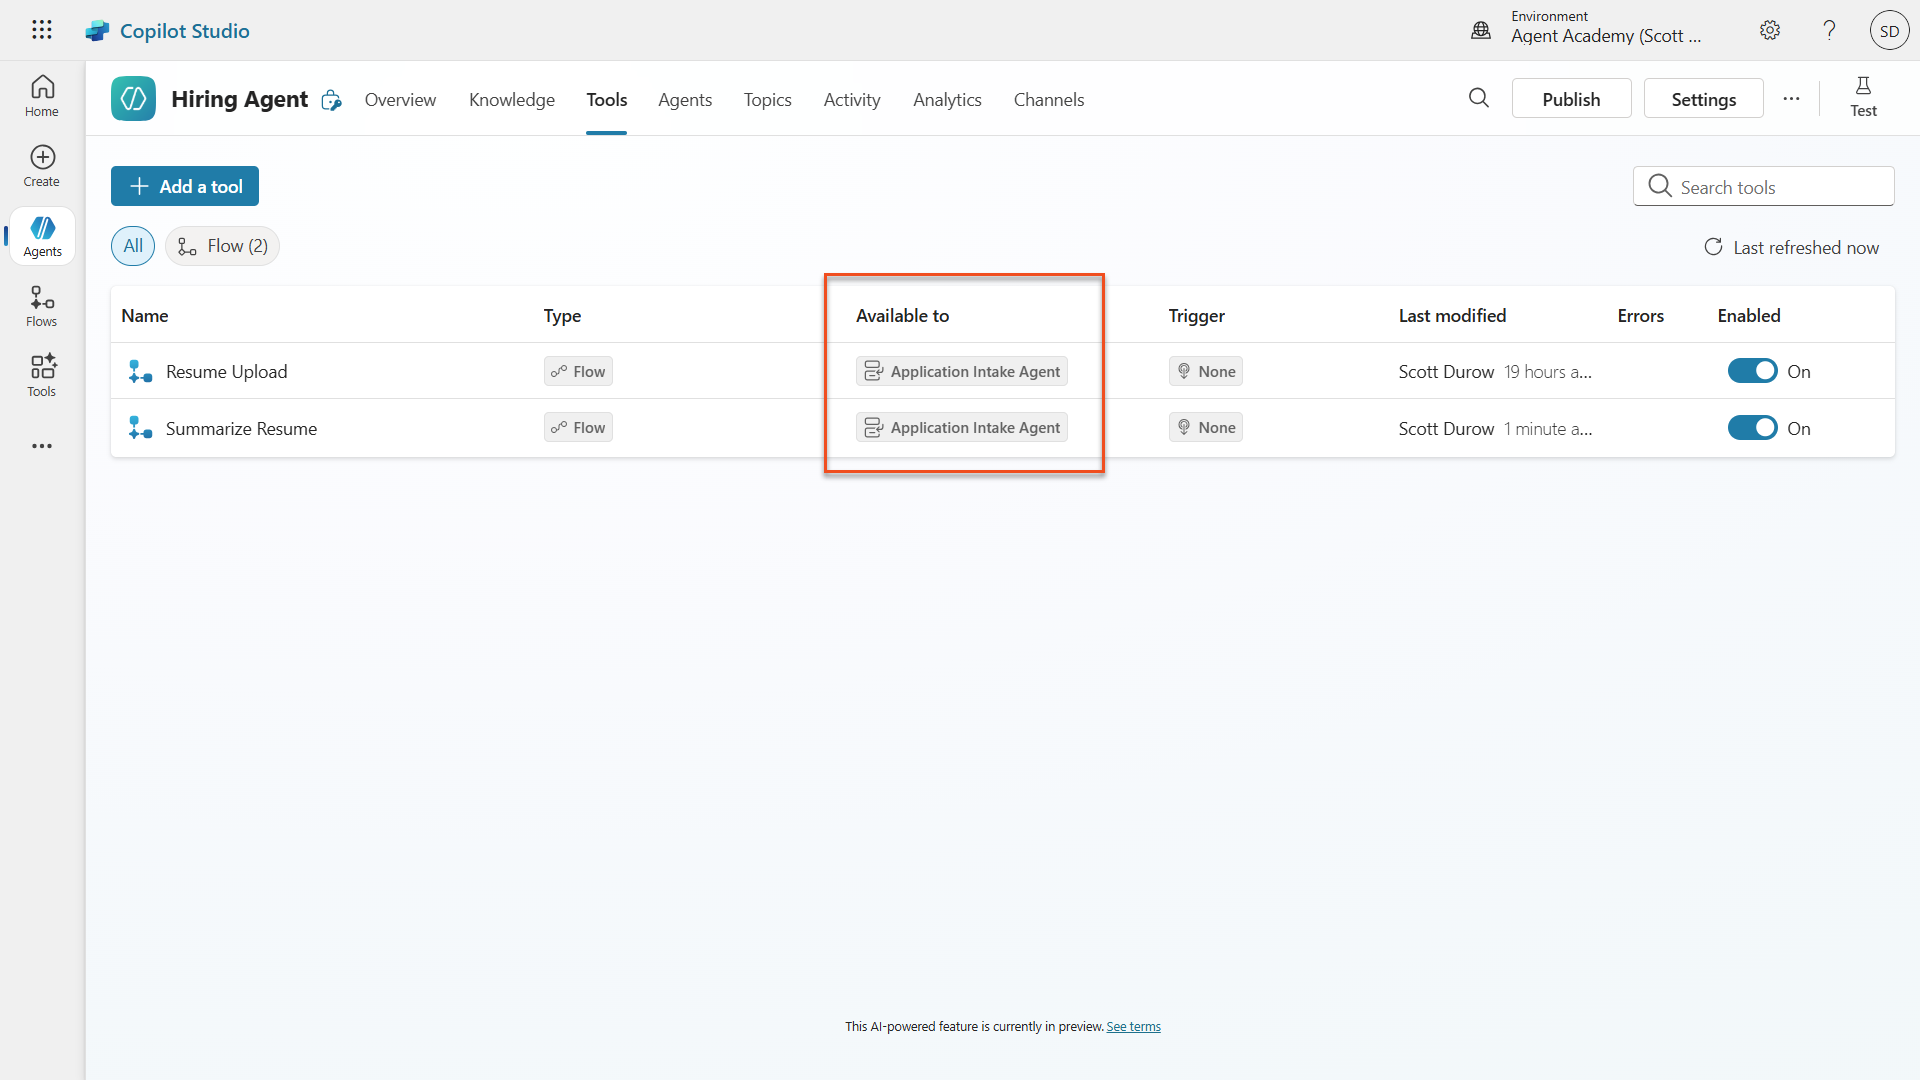 Copilot Studio
Environment
Agent Academy (Scott ...
SD
Home
Create
Agents
Flows
Tools
Hiring Agent
Overview
Knowledge
Tools
Agents
Topics
Activity
Analytics
Channels
Publish
Settings
Test
Add a tool
Search tools
All
Flow (2)
Last refreshed now
Name Type Available to Trigger Last modified Errors Enabled
Resume Upload Flow Application Intake Agent None Scott Durow 19 hours a... On
Summarize Resume Flow Application Intake Agent None Scott Durow 1 minute a... On
This AI-powered feature is currently in preview. See terms